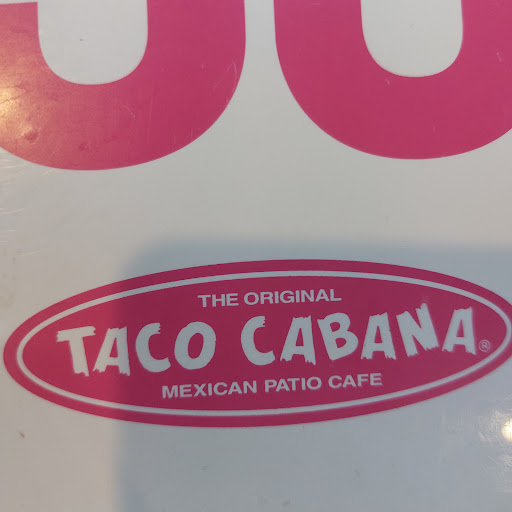 THE ORIGINAL
TACO CABANA®
MEXICAN PATIO CAFE